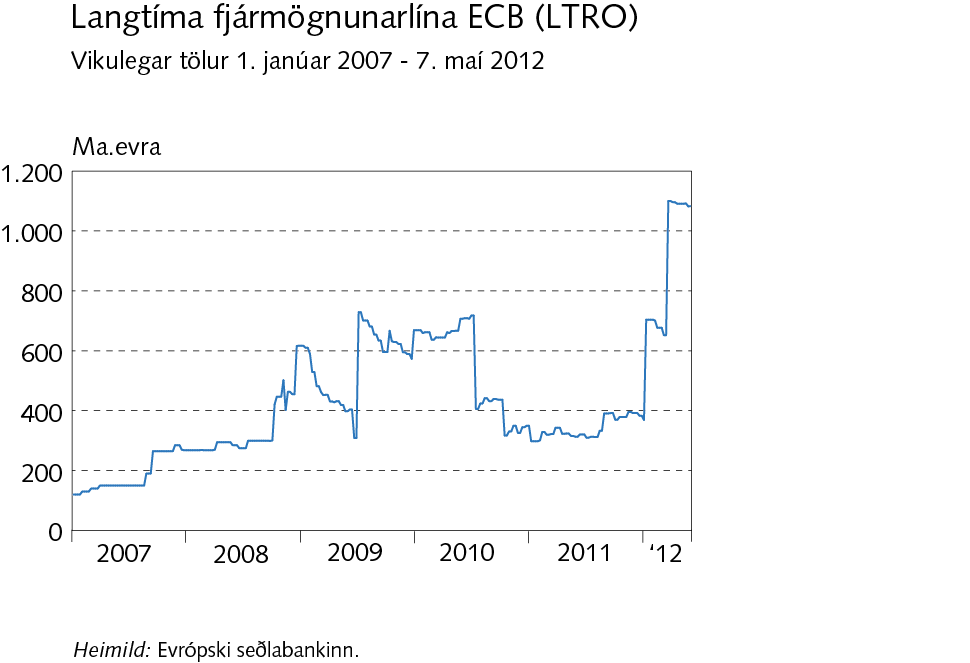 Langtíma fjármögnunarlína ECB (LTRO)
Vikulegar tölur 1. janúar 2007 - 7. maí 2012
Ma.evra
1.200
1.000
800
600
400
200
0
2007 2008 2009 2010 2011 ‘12
Heimild: Evrópski seðlabankinn.